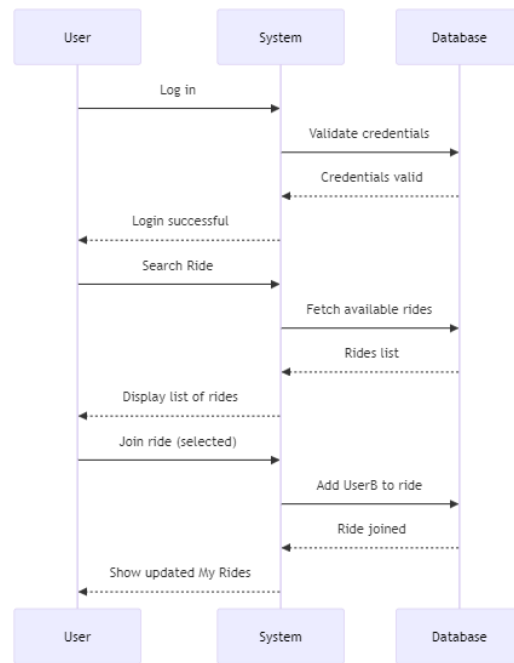 User System Database
Log in
Validate credentials
Credentials valid
Login successful
Search Ride
Fetch available rides
Rides list
Display list of rides
Join ride (selected)
Add UserB to ride
Ride joined
Show updated My Rides
User System Database